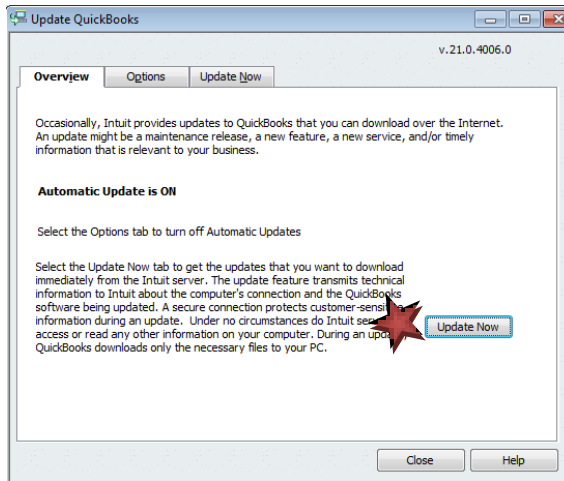 Update QuickBooks
v.21.0.4006.0
Overview Options Update Now
Occasionally, Intuit provides updates to QuickBooks that you can download over the Internet.
An update might be a maintenance release, a new feature, a new service, and/or timely
information that is relevant to your business.
Automatic Update is ON
Select the Options tab to turn off Automatic Updates
Select the Update Now tab to get the updates that you want to download
immediately from the Intuit server. The update feature transmits technical
information to Intuit about the computer's connection and the QuickBooks
software being updated. A secure connection protects customer-sensitive
information during an update. Under no circumstances do Intuit
access or read any other information on your computer. During an update
QuickBooks downloads only the necessary files to your PC.
Update Now
Close Help